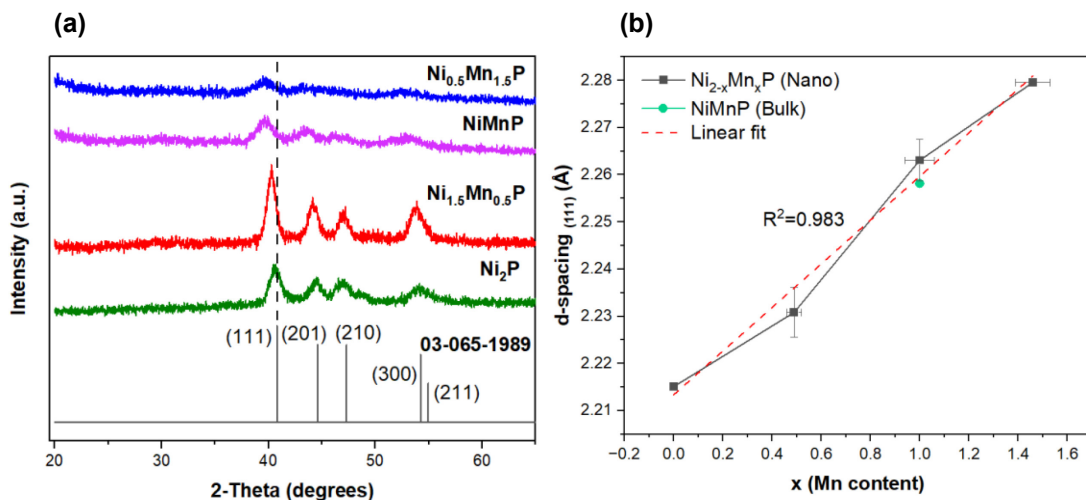 (a)
Ni0.5Mn1.5P
NiMnP
Ni1.5Mn0.5P
Ni2P
(111) (201) (210)
03-065-1989
(300)
(211)
20 30 40 50 60
2-Theta (degrees)
Intensity (a.u.)
(b)
Ni2-xMnxP (Nano)
NiMnP (Bulk)
Linear fit
R2=0.983
2.28
2.27
2.26
2.25
2.24
2.23
2.22
2.21
−0.2 0.0 0.2 0.4 0.6 0.8 1.0 1.2 1.4 1.6
x (Mn content)
d-spacing (111) (Å)